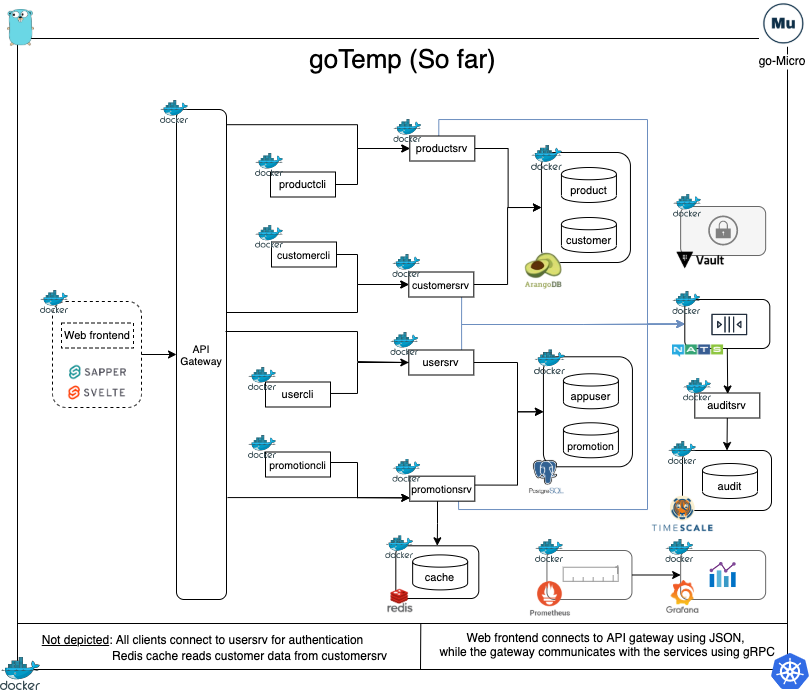 Mu
go-Micro
goTemp (So far)
docker
docker
productsrv
docker
productcli
docker
product
customer
ArangoDB
docker
Vault
docker
customercli
docker
customersrv
docker
Web frontend
SAPPER
SVELTE
API
Gateway
docker
NATS
docker
usersrv
docker
usercli
docker
appuser
promotion
PostgreSQL
docker
auditsrv
docker
audit
TIMESCALE
docker
promotioncli
docker
promotionsrv
docker
cache
redis
docker
Prometheus
docker
Grafana
Not depicted: All clients connect to usersrv for authentication
Redis cache reads customer data from customersrv
Web frontend connects to API gateway using JSON,
while the gateway communicates with the services using gRPC
docker